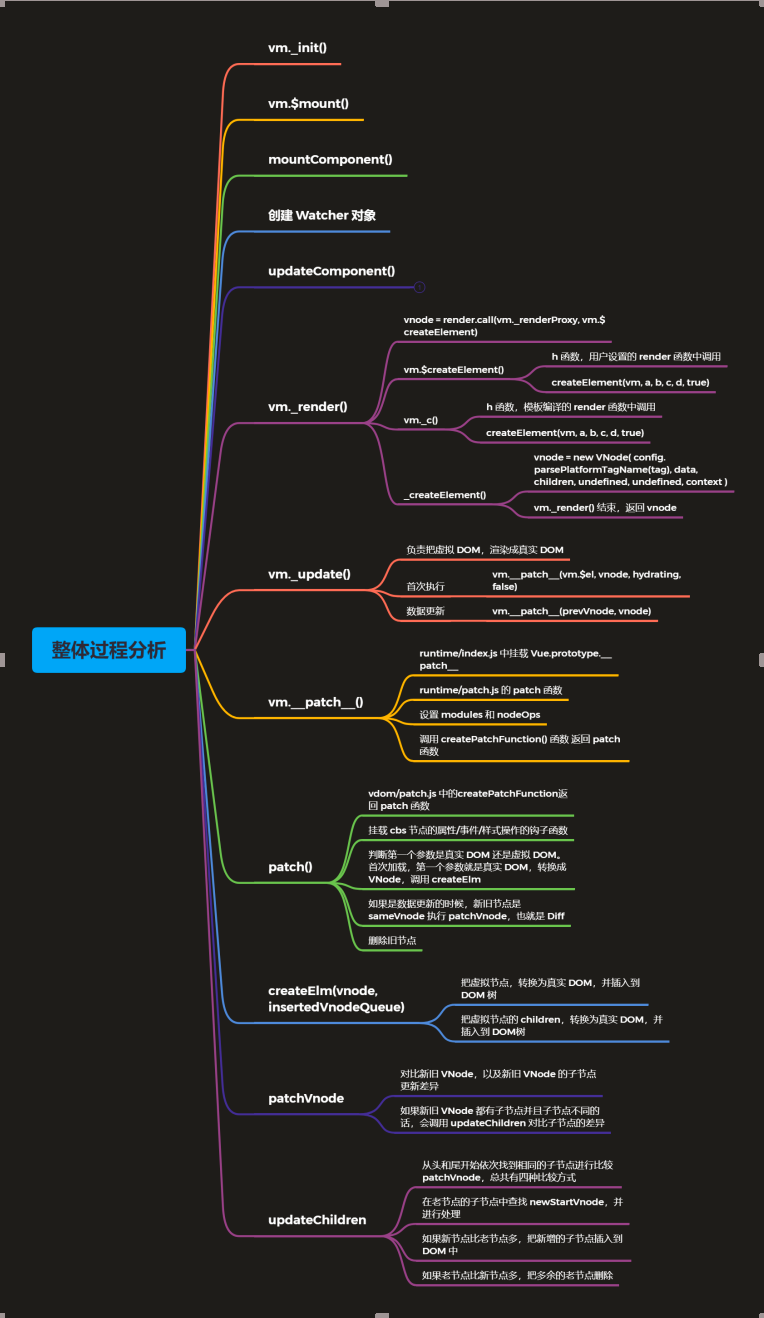 整体过程分析
vm._init()
vm.$mount()
mountComponent()
创建 Watcher 对象
updateComponent()
vm._render()
vnode = render.call(vm._renderProxy, vm.$
createElement)
vm.$createElement()
h 函数，用户设置的 render 函数中调用
createElement(vm, a, b, c, d, true)
vm._c()
h 函数，模板编译的 render 函数中调用
createElement(vm, a, b, c, d, true)
_createElement()
vnode = new VNode( config.
parsePlatformTagName(tag), data,
children, undefined, undefined, context )
vm._render() 结束，返回 vnode
vm._update()
负责把虚拟 DOM，渲染成真实 DOM
首次执行
vm.__patch__(vm.$el, vnode, hydrating,
false)
数据更新
vm.__patch__(prevVnode, vnode)
vm.__patch__()
runtime/index.js 中挂载 Vue.prototype.__
patch__
runtime/patch.js 的 patch 函数
设置 modules 和 nodeOps
调用 createPatchFunction() 函数 返回 patch
函数
patch()
vdom/patch.js 中的createPatchFunction返
回 patch 函数
挂载 cbs 节点的属性/事件/样式操作的钩子函数
判断第一个参数是真实 DOM 还是虚拟 DOM。
首次加载，第一个参数就是真实 DOM，转换成
VNode，调用 createElm
如果是数据更新的时候，新旧节点是
sameVnode 执行 patchVnode，也就是 Diff
删除旧节点
createElm(vnode,
insertedVnodeQueue)
把虚拟节点，转换为真实 DOM，并插入到
DOM 树
把虚拟节点的 children，转换为真实 DOM，并
插入到 DOM树
patchVnode
对比新旧 VNode，以及新旧 VNode 的子节点
更新差异
如果新旧 VNode 都有子节点并且子节点不同的
话，会调用 updateChildren 对比子节点的差异
updateChildren
从头和尾开始依次找到相同的子节点进行比较
patchVnode，总共有四种比较方式
在老节点的子节点中查找 newStartVnode，并
进行处理
如果新节点比老节点多，把新增的子节点插入到
DOM 中
如果老节点比新节点多，把多余的老节点删除